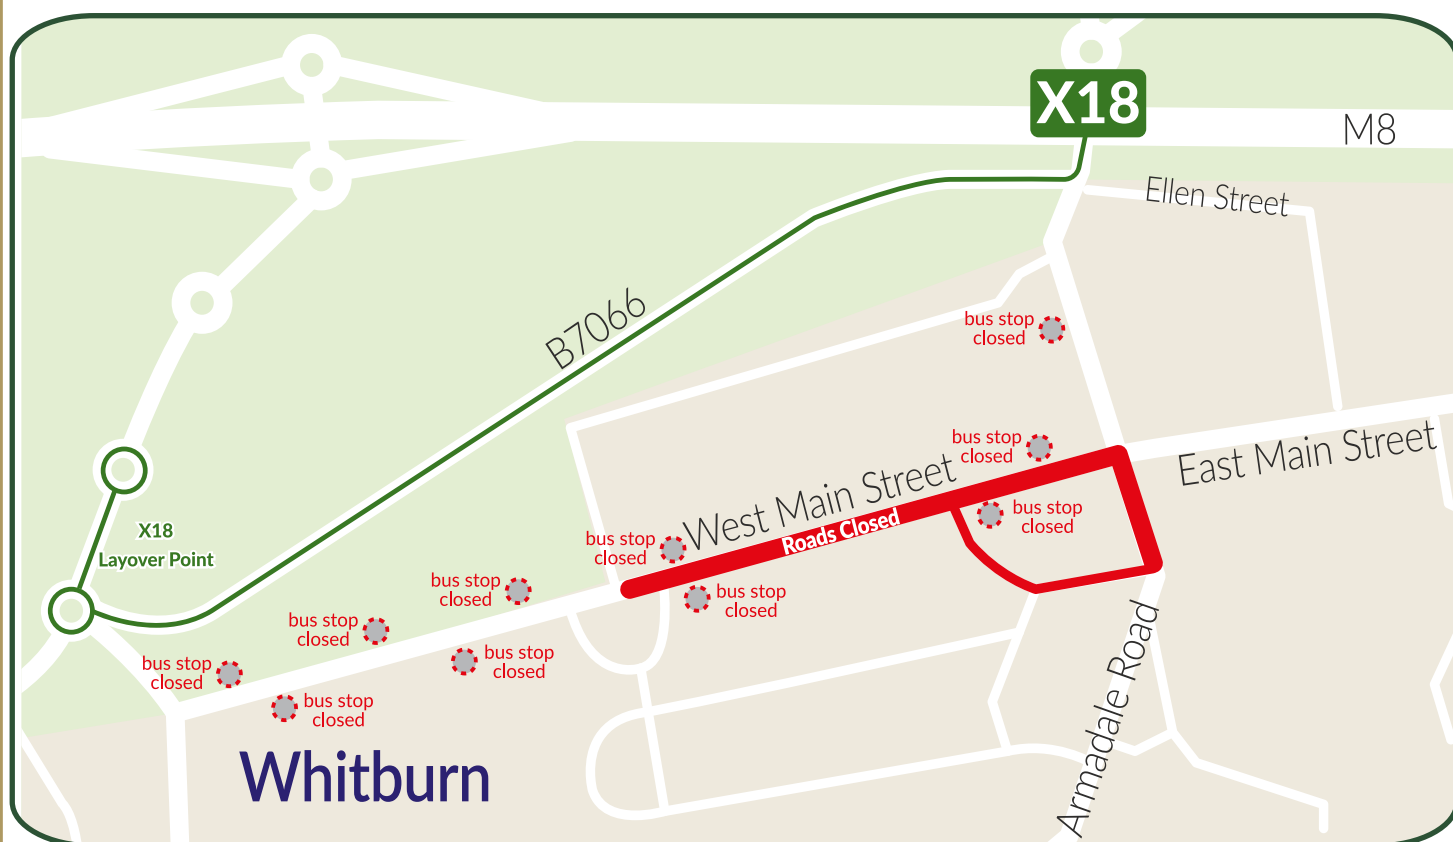 X18
M8
Ellen Street
B7066
bus stop
closed
bus stop
closed
East Main Street
West Main Street
bus stop
closed
Roads Closed
X18
Layover Point
bus stop
closed
bus stop
closed
bus stop
closed
bus stop
closed
bus stop
closed
bus stop
closed
bus stop
closed
Armadale Road
Whitburn